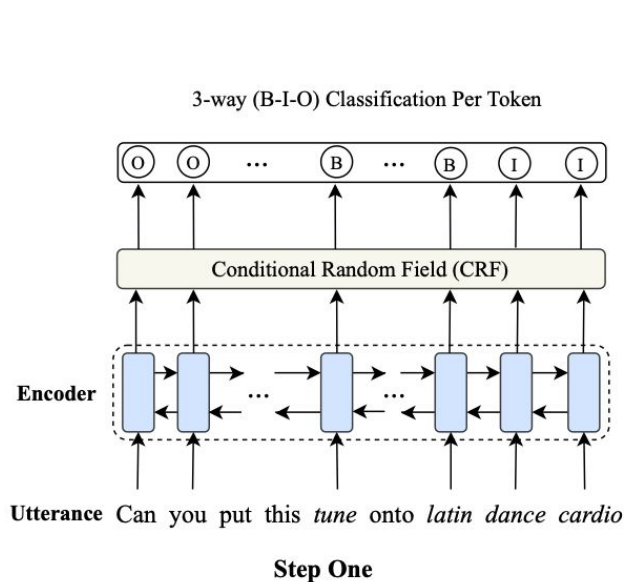 3-way (B-I-O) Classification Per Token
O O ... B ... B I I
Conditional Random Field (CRF)
Encoder
... ...
Utterance Can you put this tune onto latin dance cardio
Step One